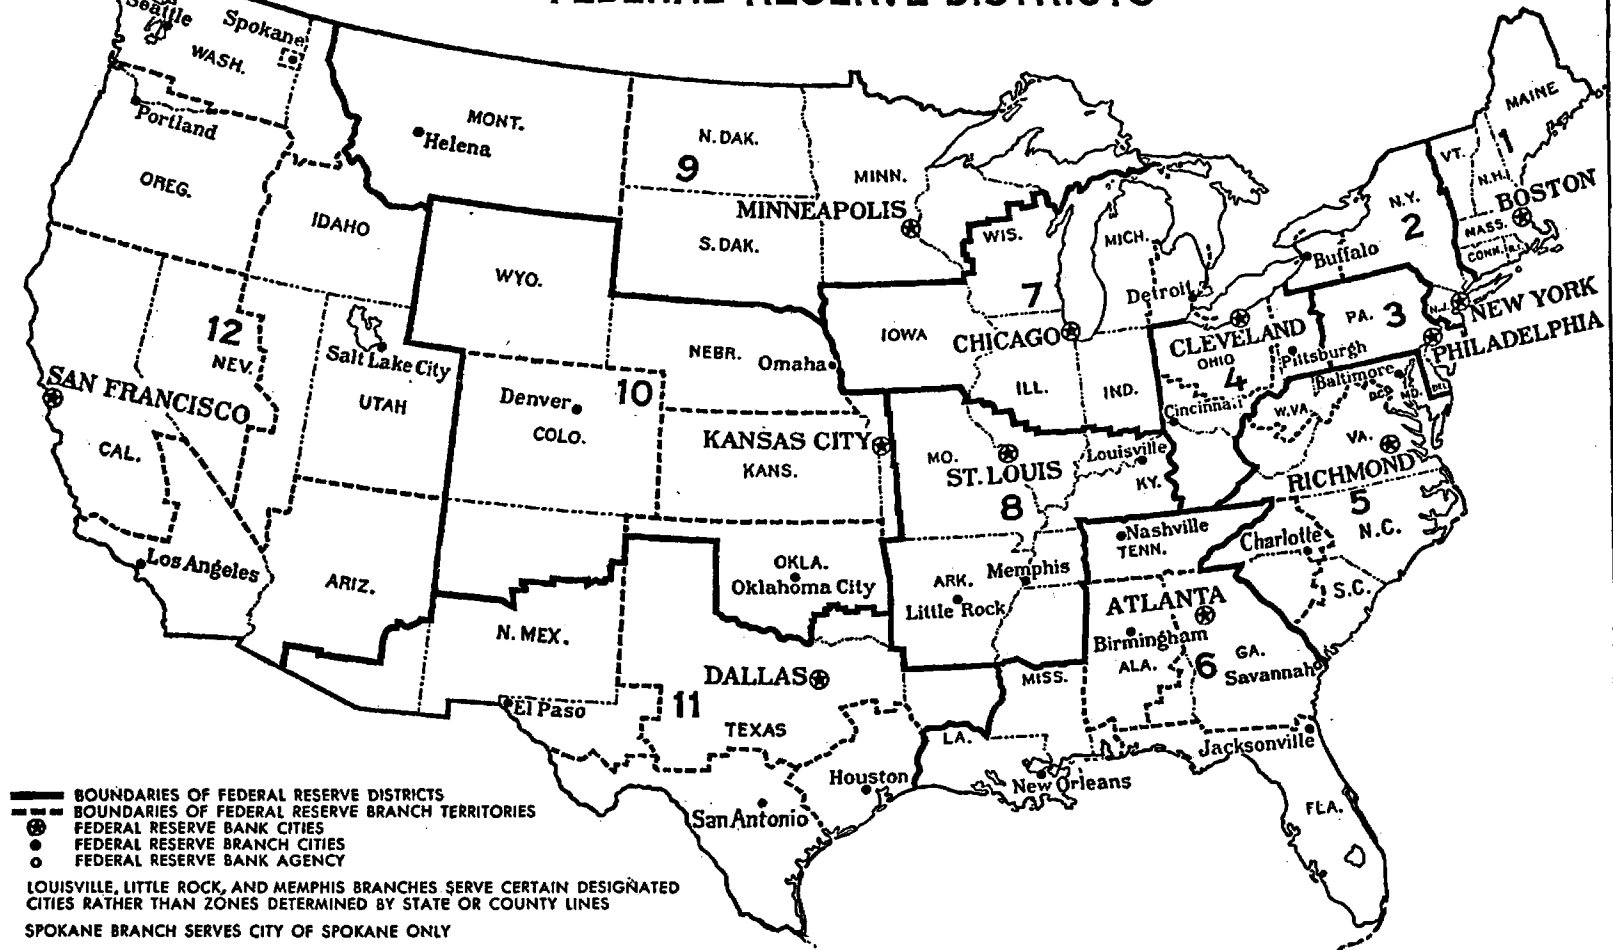 FEDERAL RESERVE DISTRICTS
Seattle
Spokane
WASH.
Portland
OREG.
IDAHO
MONT.
Helena
N. DAK.
9
MINN.
MINNEAPOLIS
S. DAK.
WYO.
WIS.
MICH.
7
Detroit
MAINE
VT.
1
N.H.
BOSTON
MASS.
CONN.
R.I.
N.Y.
2
Buffalo
NEW YORK
N.J.
PA.
3
PHILADELPHIA
12
NEV.
SAN FRANCISCO
Salt Lake City
UTAH
CAL.
Los Angeles
ARIZ.
NEBR.
Omaha
10
Denver
COLO.
KANSAS CITY
KANS.
IOWA
CHICAGO
ILL.
IND.
CLEVELAND
OHIO
4
Pittsburgh
Cincinnati
Baltimore
D.C.
MD.
DEL.
W.VA.
VA.
RICHMOND
5
N.C.
Charlotte
S.C.
MO.
ST. LOUIS
8
Louisville
KY.
Nashville
TENN.
Memphis
ARK.
Little Rock
OKLA.
Oklahoma City
N. MEX.
El Paso
DALLAS
11
TEXAS
Houston
San Antonio
LA.
New Orleans
MISS.
ATLANTA
Birmingham
ALA.
6
GA.
Savannah
Jacksonville
FLA.
BOUNDARIES OF FEDERAL RESERVE DISTRICTS
BOUNDARIES OF FEDERAL RESERVE BRANCH TERRITORIES
FEDERAL RESERVE BANK CITIES
FEDERAL RESERVE BRANCH CITIES
FEDERAL RESERVE BANK AGENCY
LOUISVILLE, LITTLE ROCK, AND MEMPHIS BRANCHES SERVE CERTAIN DESIGNATED
CITIES RATHER THAN ZONES DETERMINED BY STATE OR COUNTY LINES
SPOKANE BRANCH SERVES CITY OF SPOKANE ONLY